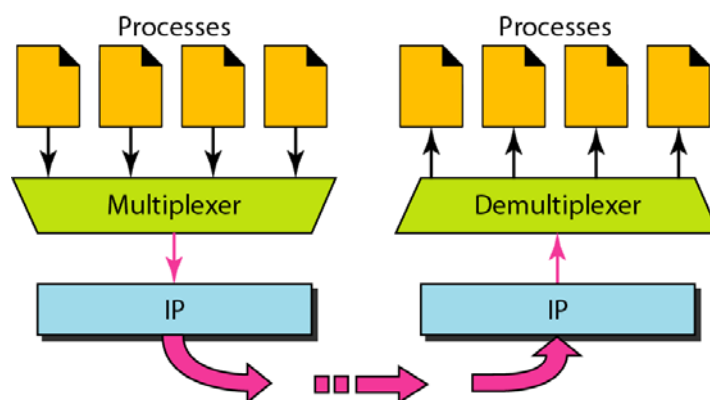 Processes
Processes
Multiplexer
Demultiplexer
IP
IP